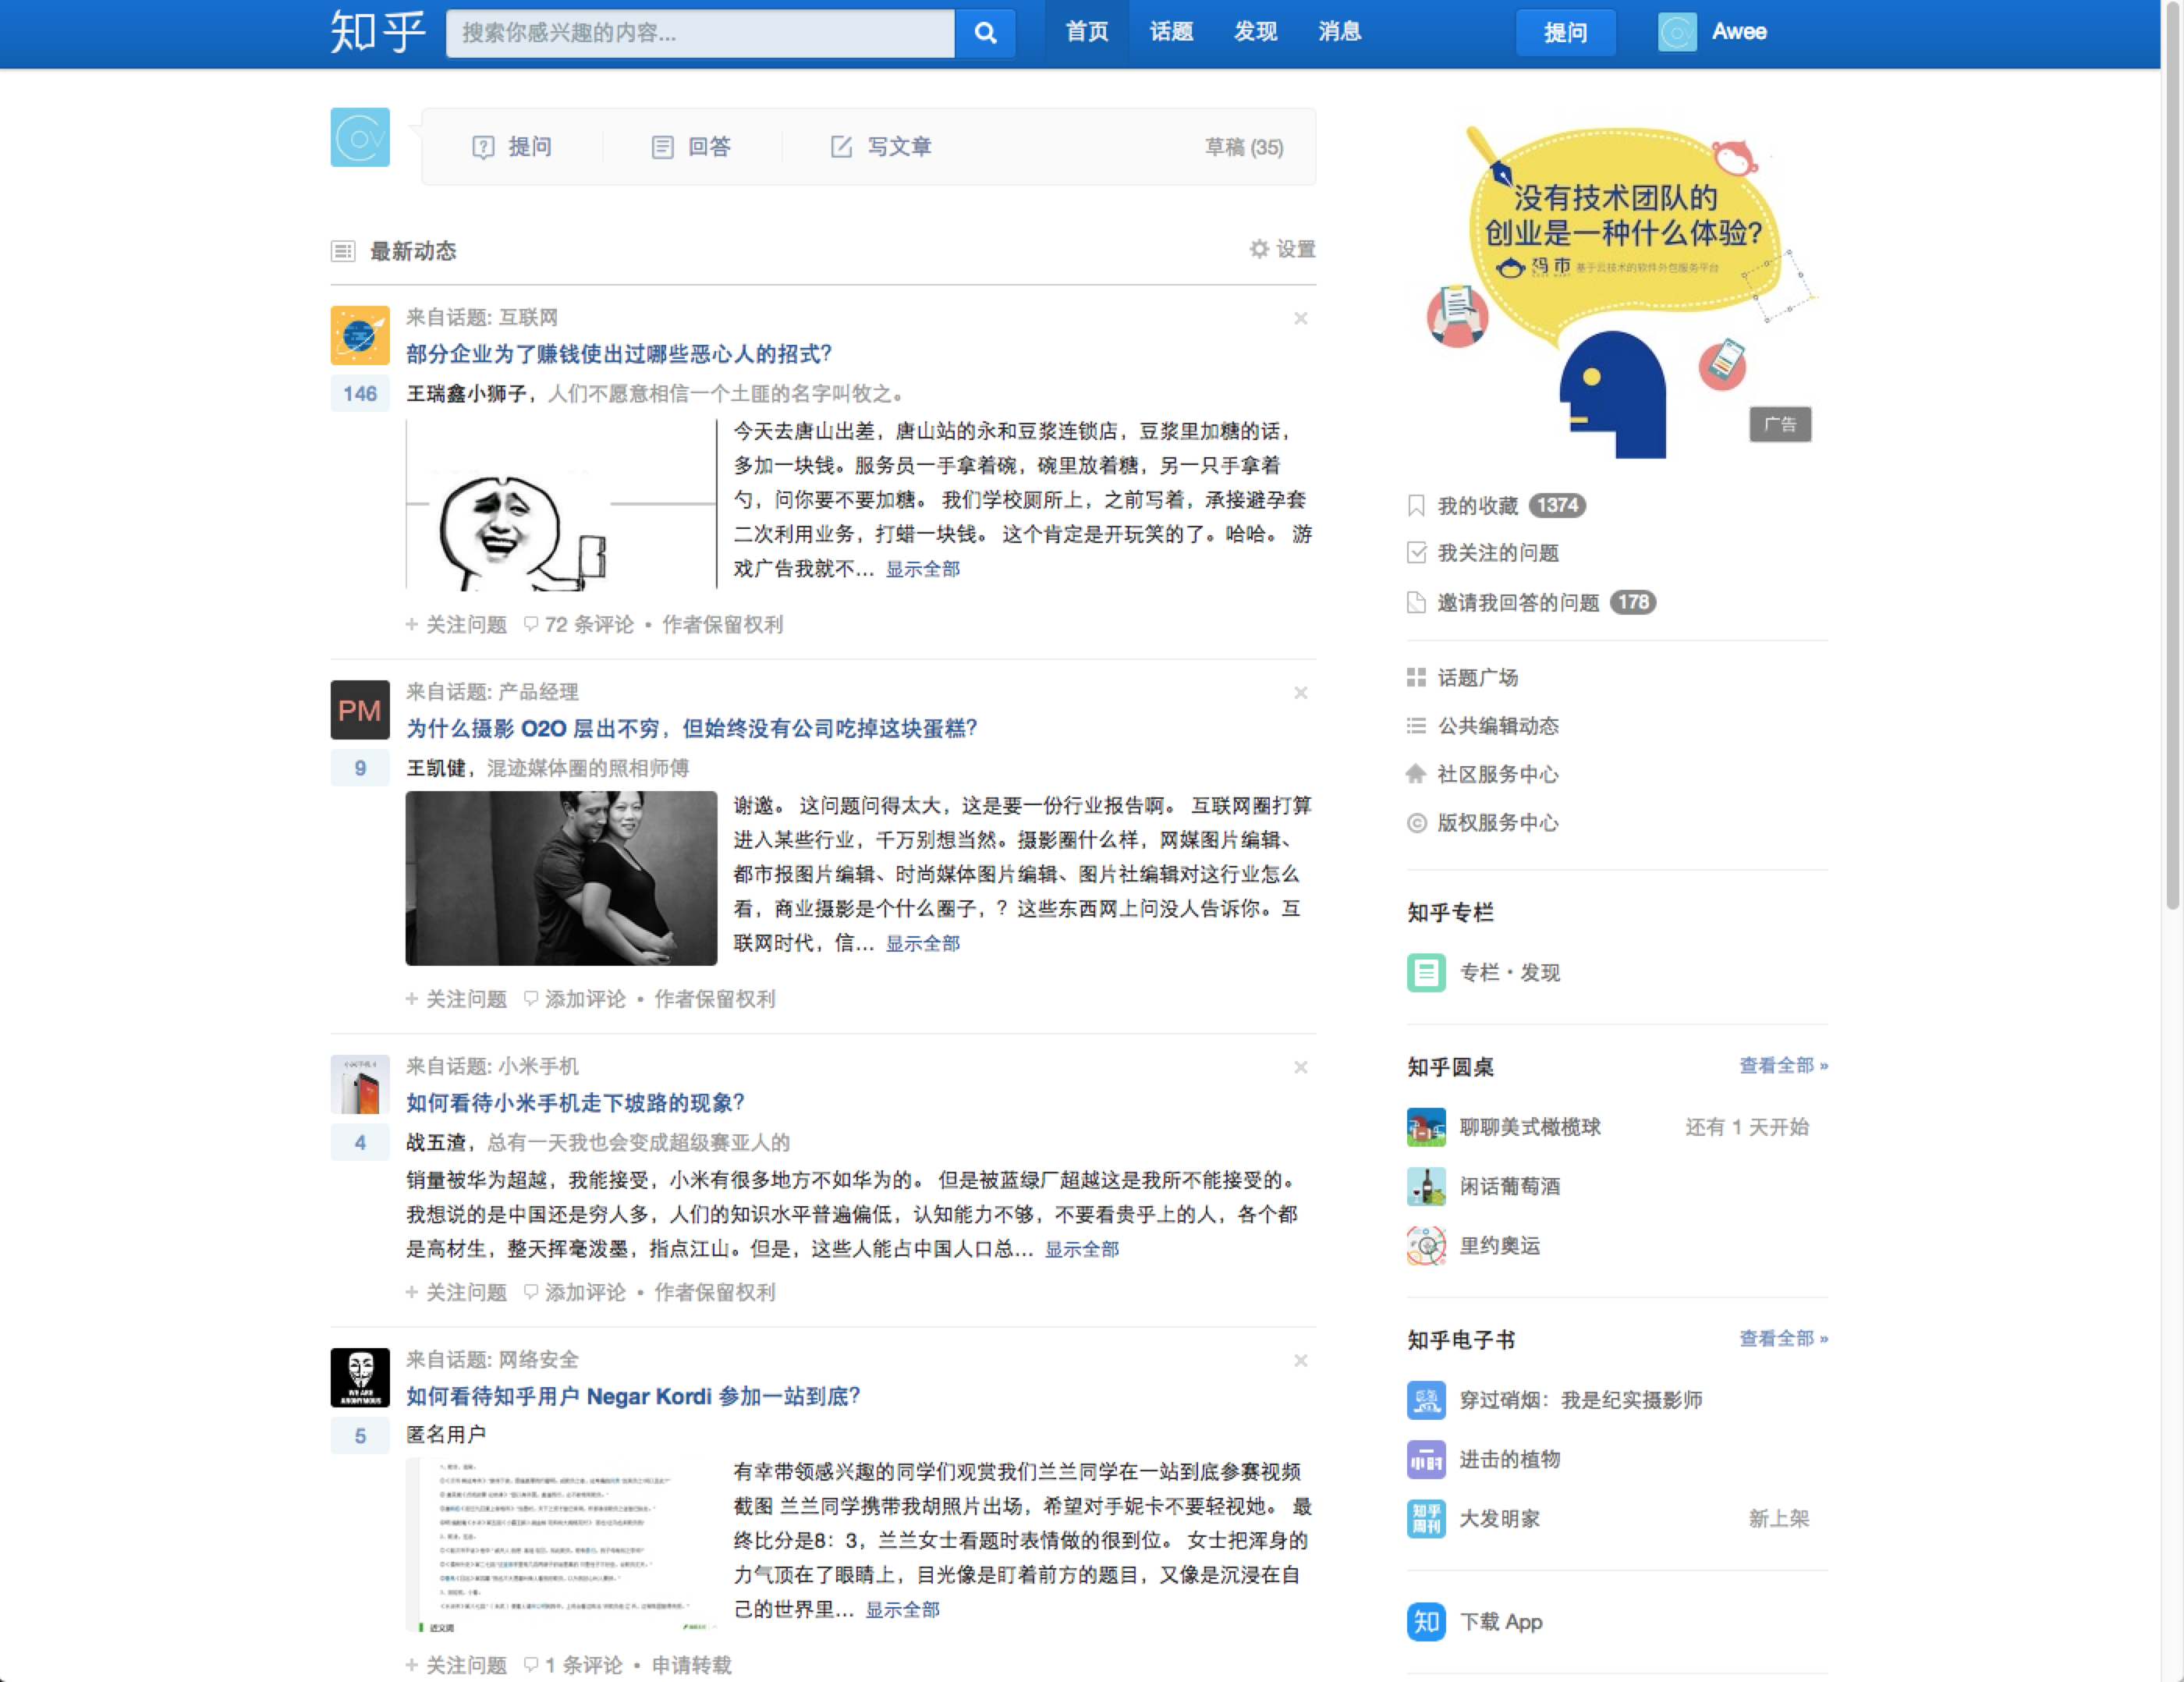 知乎
搜索你感兴趣的内容...
首页
话题
发现
消息
提问
Awee
提问
回答
写文章
草稿 (35)
最新动态
设置
来自话题: 互联网
部分企业为了赚钱使出过哪些恶心人的招式?
146
王瑞鑫小狮子，人们不愿意相信一个土匪的名字叫牧之。
今天去唐山出差，唐山站的永和豆浆连锁店，豆浆里加糖的话，
多加一块钱。服务员一手拿着碗，碗里放着糖，另一只手拿着
勺，问你要不要加糖。 我们学校厕所上，之前写着，承接避孕套
二次利用业务，打蜡一块钱。 这个肯定是开玩笑的了。哈哈。 游
戏广告我就不... 显示全部
+ 关注问题 72 条评论 • 作者保留权利
PM
来自话题: 产品经理
为什么摄影 O2O 层出不穷，但始终没有公司吃掉这块蛋糕?
9
王凯健，混迹媒体圈的照相师傅
谢邀。 这问题问得太大，这是要一份行业报告啊。 互联网圈打算
进入某些行业，千万别想当然。摄影圈什么样，网媒图片编辑、
都市报图片编辑、时尚媒体图片编辑、图片社编辑对这行业怎么
看，商业摄影是个什么圈子，? 这些东西网上问没人告诉你。互
联网时代，信... 显示全部
+ 关注问题 添加评论 • 作者保留权利
来自话题: 小米手机
如何看待小米手机走下坡路的现象?
4
战五渣，总有一天我也会变成超级赛亚人的
销量被华为超越，我能接受，小米有很多地方不如华为的。 但是被蓝绿厂超越这是我所不能接受的。
我想说的是中国还是穷人多，人们的知识水平普遍偏低，认知能力不够，不要看贵乎上的人，各个都
是高材生，整天挥毫泼墨，指点江山。但是，这些人能占中国人口总... 显示全部
+ 关注问题 添加评论 • 作者保留权利
WE ARE
ANONYMOUS
来自话题: 网络安全
如何看待知乎用户 Negar Kordi 参加一站到底?
5
匿名用户
有幸带领感兴趣的同学们观赏我们兰兰同学在一站到底参赛视频
截图 兰兰同学携带我胡照片出场，希望对手妮卡不要轻视她。 最
终比分是8：3，兰兰女士看题时表情做的很到位。 女士把浑身的
力气顶在了眼睛上，目光像是盯着前方的题目，又像是沉浸在自
己的世界里... 显示全部
近义词
+ 关注问题 1 条评论 • 申请转载
没有技术团队的
创业是一种什么体验?
码市 基于云技术的软件外包服务平台
广告
我的收藏 1374
我关注的问题
邀请我回答的问题 178
话题广场
公共编辑动态
社区服务中心
版权服务中心
知乎专栏
专栏・发现
知乎圆桌
查看全部 »
聊聊美式橄榄球
还有 1 天开始
闲话葡萄酒
里约奥运
知乎电子书
查看全部 »
穿过硝烟：我是纪实摄影师
一小时
进击的植物
知乎
周刊
大发明家
新上架
知
下载 App